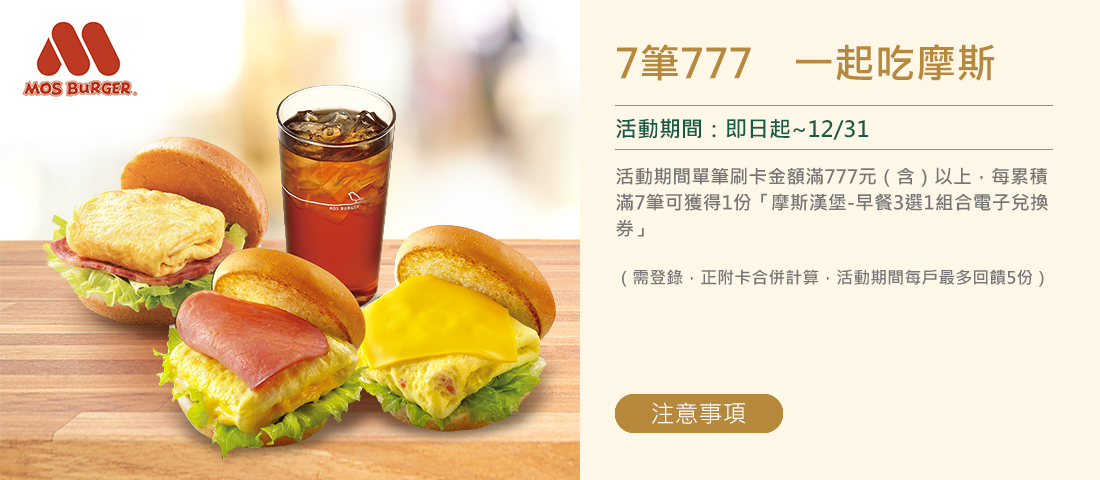 MOS BURGER
MOS BURGER
7筆777 一起吃摩斯
活動期間：即日起~12/31
活動期間單筆刷卡金額滿777元（含）以上，每累積
滿7筆可獲得1份「摩斯漢堡-早餐3選1組合電子兌換
券」
（需登錄，正附卡合併計算，活動期間每戶最多回饋5份）
注意事項